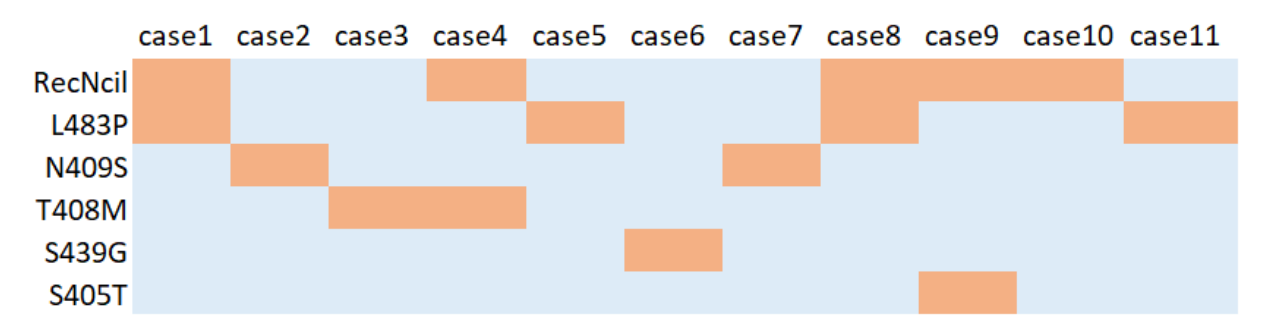 case1 case2 case3 case4 case5 case6 case7 case8 case9 case10 case11
RecNcil
L483P
N409S
T408M
S439G
S405T